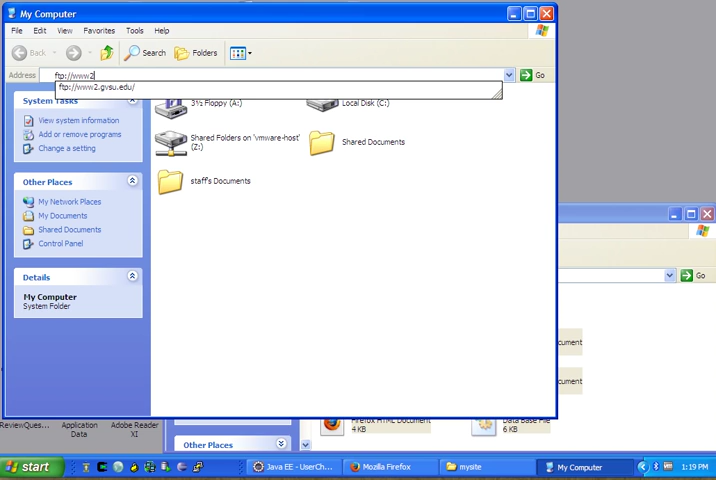 My Computer
File Edit View Favorites Tools Help
Back Search Folders
Address ftp://www2 Go
ftp://www2.gvsu.edu/
System Tasks
View system information
Add or remove programs
Change a setting
Other Places
My Network Places
My Documents
Shared Documents
Control Panel
Details
My Computer
System Folder
3½ Floppy (A:)
Local Disk (C:)
Shared Folders on 'vmware-host'
(Z:)
Shared Documents
staff's Documents
Go
cument
cument
Firefox HTML Document
4 KB
Data Base File
6 KB
Other Places
ReviewQues...
Application
Data
Adobe Reader
XI
start
Java EE - UserCh...
Mozilla Firefox
mysite
My Computer
1:19 PM